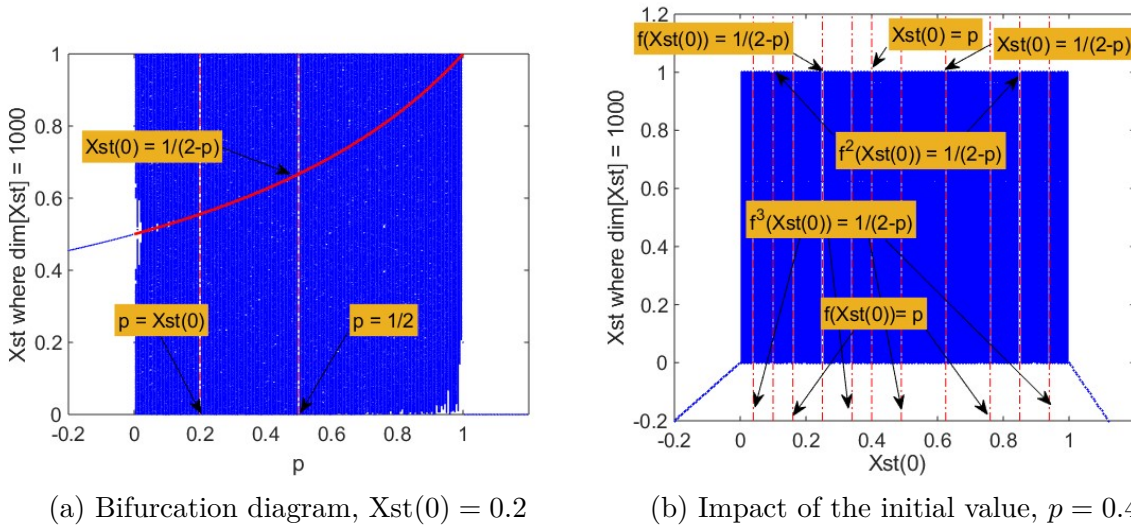 Xst where dim[Xst] = 1000
1
0.8
0.6
0.4
0.2
0
-0.2
0
0.2
0.4
0.6
0.8
1
1.2
p
Xst(0) = 1/(2-p)
p = Xst(0)
p = 1/2
(a) Bifurcation diagram, Xst(0) = 0.2
Xst where dim[Xst] = 1000
1.2
1
0.8
0.6
0.4
0.2
0
-0.2
-0.2
0
0.2
0.4
0.6
0.8
1
Xst(0)
f(Xst(0)) = 1/(2-p)
Xst(0) = p
Xst(0) = 1/(2-p)
f²(Xst(0)) = 1/(2-p)
f³(Xst(0)) = 1/(2-p)
f(Xst(0))= p
(b) Impact of the initial value, p = 0.4